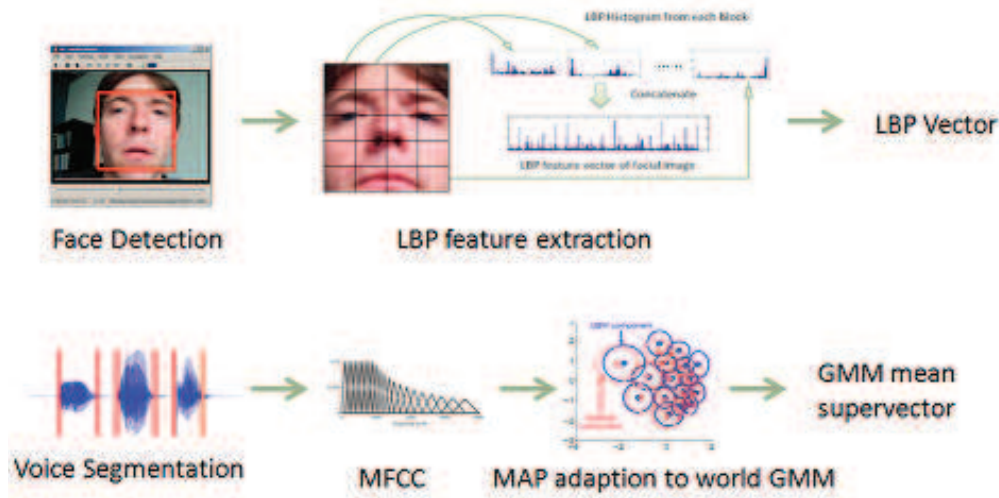 LBP Histogram from each Block
Concatenate
LBP feature vector of facial image
LBP Vector
Face Detection
LBP feature extraction
GMM mean
supervector
Voice Segmentation
MFCC
MAP adaption to world GMM